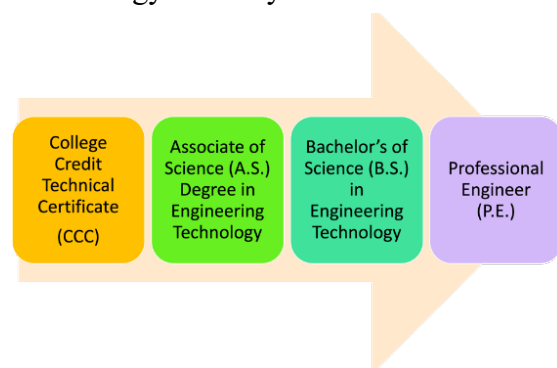 College
Credit
Technical
Certificate
(CCC)
Associate of
Science (A.S.)
Degree in
Engineering
Technology
Bachelor's of
Science (B.S.)
in
Engineering
Technology
Professional
Engineer
(P.E.)